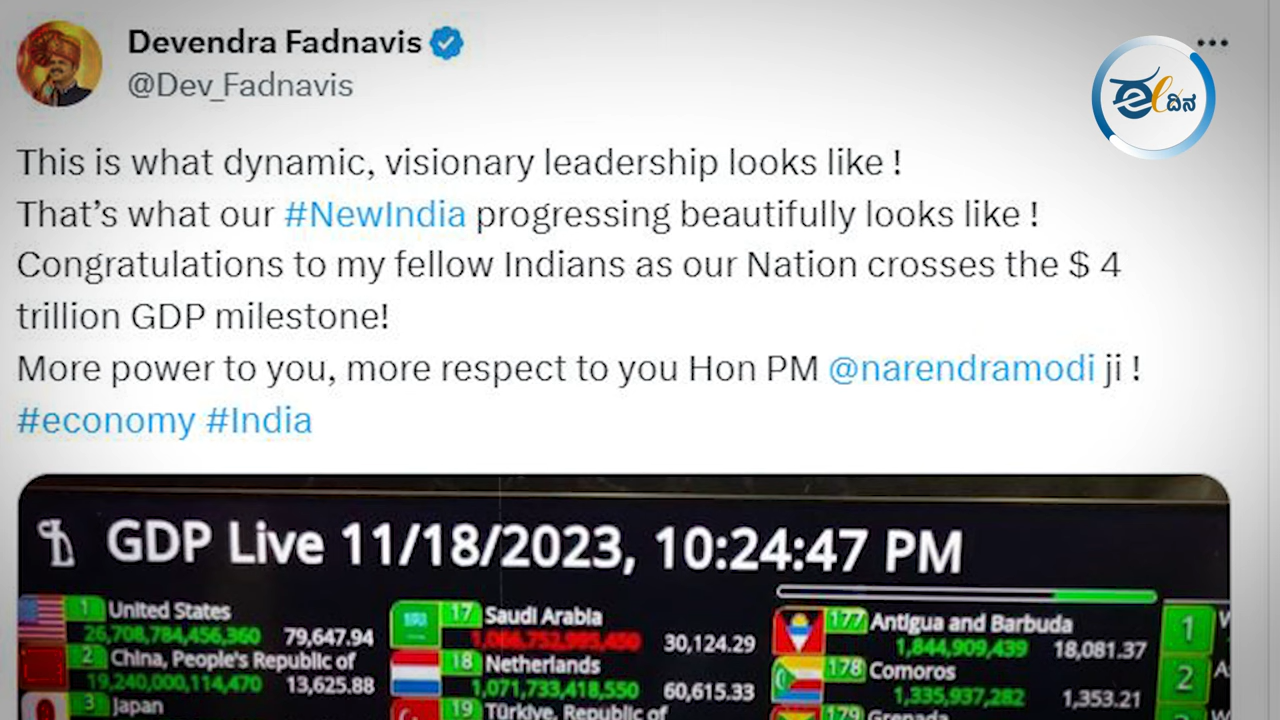 Devendra Fadnavis
@Dev_Fadnavis
eದಿನ
This is what dynamic, visionary leadership looks like !
That’s what our #NewIndia progressing beautifully looks like !
Congratulations to my fellow Indians as our Nation crosses the $ 4
trillion GDP milestone!
More power to you, more respect to you Hon PM @narendramodi ji !
#economy #India
GDP Live 11/18/2023, 10:24:47 PM
1 United States
26,708,784,456,360 79,647.94
2 China, People's Republic of
19,240,000,114,470 13,625.88
3 Japan
17 Saudi Arabia
30,124.29
18 Netherlands
1,071,733,418,550 60,615.33
19 Türkiye, Republic of
177 Antigua and Barbuda
1,844,909,439 18,081.37
178 Comoros
1,335,937,282 1,353.21
179 Grenada
1
2